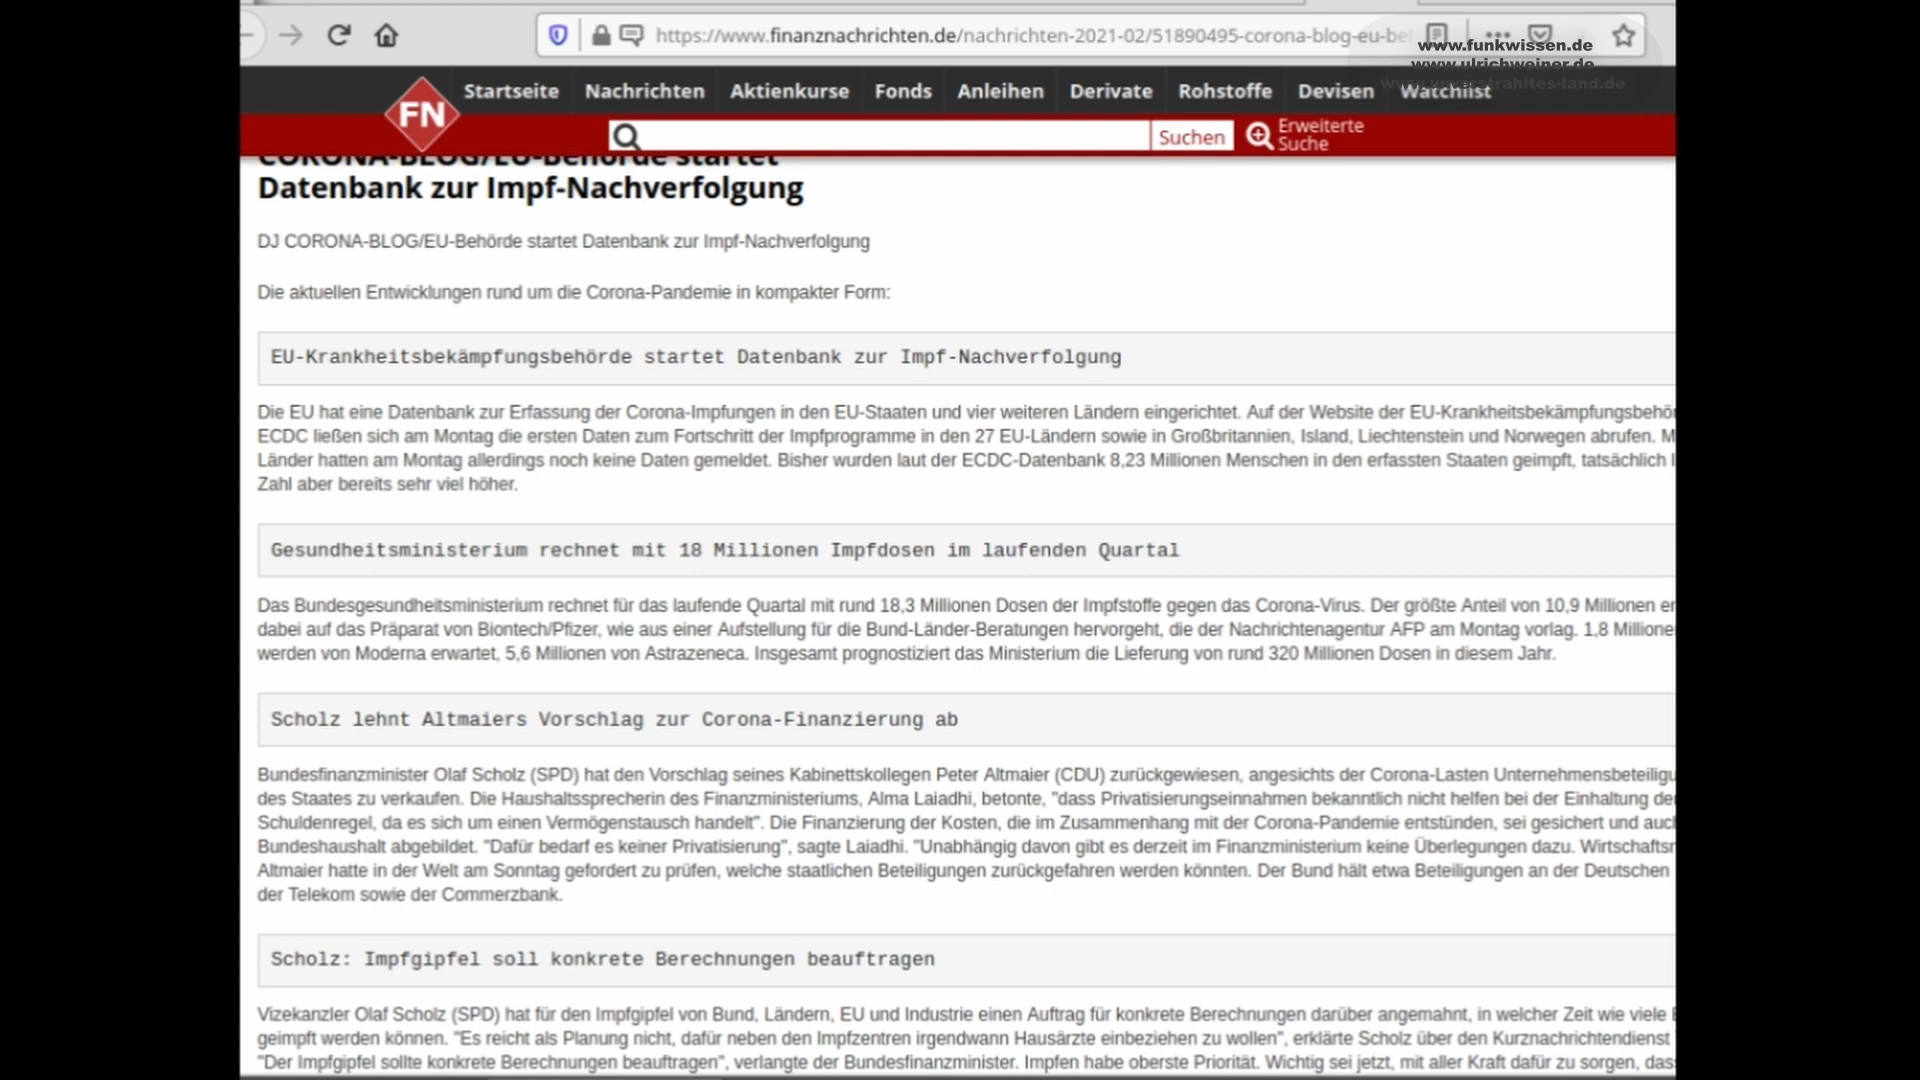 https://www.finanznachrichten.de/nachrichten-2021-02/51890495-corona-blog-eu-be
www.funkwissen.de
www.ulrichweiner.de
www.unverstrahltes-land.de
FN
Startseite Nachrichten Aktienkurse Fonds Anleihen Derivate Rohstoffe Devisen Watchlist
Suchen
Erweiterte
Suche
CORONA-BLOG/EU-Behörde startet
Datenbank zur Impf-Nachverfolgung
DJ CORONA-BLOG/EU-Behörde startet Datenbank zur Impf-Nachverfolgung
Die aktuellen Entwicklungen rund um die Corona-Pandemie in kompakter Form:
EU-Krankheitsbekämpfungsbehörde startet Datenbank zur Impf-Nachverfolgung
Die EU hat eine Datenbank zur Erfassung der Corona-Impfungen in den EU-Staaten und vier weiteren Ländern eingerichtet. Auf der Website der
ECDC ließen sich am Montag die ersten Daten zum Fortschritt der Impfprogramme in den 27 EU-Ländern sowie in Großbritannien, Island, Liechtenstein und Norwegen abrufen.
Länder hatten am Montag allerdings noch keine Daten gemeldet. Bisher wurden laut der ECDC-Datenbank 8,23 Millionen Menschen in den erfassten Staaten geimpft, tatsächlich
Zahl aber bereits sehr viel höher.
Gesundheitsministerium rechnet mit 18 Millionen Impfdosen im laufenden Quartal
Das Bundesgesundheitsministerium rechnet für das laufende Quartal mit rund 18,3 Millionen Dosen der Impfstoffe gegen das Corona-Virus. Der größte Anteil von 10,9 Millionen
dabei auf das Präparat von Biontech/Pfizer, wie aus einer Aufstellung für die Bund-Länder-Beratungen hervorgeht, die der Nachrichtenagentur AFP am Montag vorlag. 1,8
werden von Moderna erwartet, 5,6 Millionen von Astrazeneca. Insgesamt prognostiziert das Ministerium die Lieferung von rund 320 Millionen Dosen in diesem Jahr.
Scholz lehnt Altmaiers Vorschlag zur Corona-Finanzierung ab
Bundesfinanzminister Olaf Scholz (SPD) hat den Vorschlag seines Kabinettskollegen Peter Altmaier (CDU) zurückgewiesen, angesichts der Corona-Lasten
des Staates zu verkaufen. Die Haushaltssprecherin des Finanzministeriums, Alma Laiadhi, betonte, "dass Privatisierungseinnahmen bekanntlich nicht helfen bei der Einhaltung
Schuldenregel, da es sich um einen Vermögenstausch handelt". Die Finanzierung der Kosten, die im Zusammenhang mit der Corona-Pandemie entstünden, sei gesichert und
Bundeshaushalt abgebildet. "Dafür bedarf es keiner Privatisierung", sagte Laiadhi. "Unabhängig davon gibt es derzeit im Finanzministerium keine Überlegungen dazu.
Altmaier hatte in der Welt am Sonntag gefordert zu prüfen, welche staatlichen Beteiligungen zurückgefahren werden könnten. Der Bund hält etwa Beteiligungen an der Deutschen
der Telekom sowie der Commerzbank.
Scholz: Impfgipfel soll konkrete Berechnungen beauftragen
Vizekanzler Olaf Scholz (SPD) hat für den Impfgipfel von Bund, Ländern, EU und Industrie einen Auftrag für konkrete Berechnungen darüber angemahnt, in welcher Zeit wie viele
geimpft werden können. "Es reicht als Planung nicht, dafür neben den Impfzentren irgendwann Hausärzte einbeziehen zu wollen", erklärte Scholz über den Kurznachrichtendienst
"Der Impfgipfel sollte konkrete Berechnungen beauftragen", verlangte der Bundesfinanzminister. Impfen habe oberste Priorität. Wichtig sei jetzt, mit aller Kraft dafür zu sorgen,